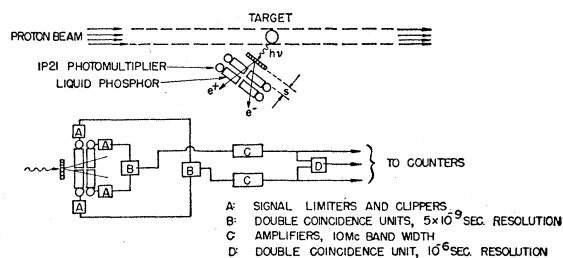 TARGET
PROTON BEAM
hν
1P21 PHOTOMULTIPLIER
LIQUID PHOSPHOR
S
e+
e-
A
A
B
B
C
D
TO COUNTERS
C
A
A
A: SIGNAL LIMITERS AND CLIPPERS
B: DOUBLE COINCIDENCE UNITS, 5×10⁻⁹SEC. RESOLUTION
C: AMPLIFIERS, 10Mc BAND WIDTH
D: DOUBLE COINCIDENCE UNIT, 10⁻⁶SEC. RESOLUTION